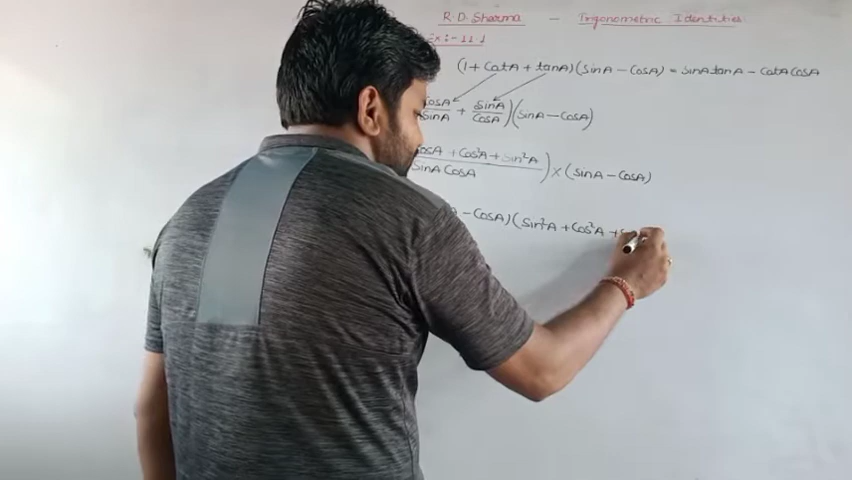 R.D. Sharma - Trigonometric Identities
Ex:- 11.1
(1 + CotA + tanA)(SinA - CosA) = SinA tanA - CotA CosA
CosA/SinA + SinA/CosA)(SinA - CosA)
CosA + Cos²A + Sin²A/SinA CosA) × (SinA - CosA)
A - CosA)(Sin²A + Cos²A +